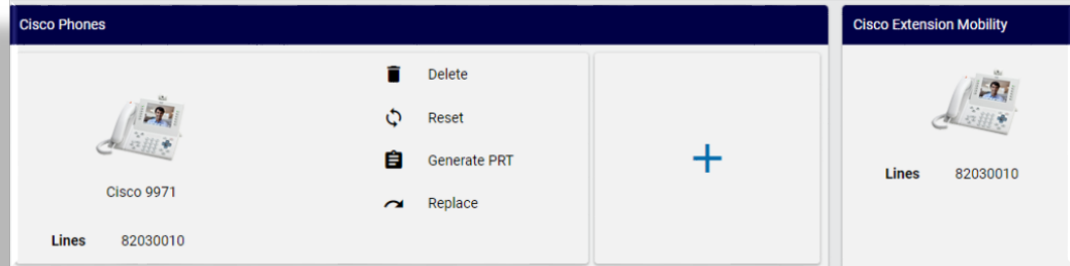 Cisco Phones
Delete
Reset
Generate PRT
Replace
Cisco 9971
Lines 82030010
Cisco Extension Mobility
Lines 82030010